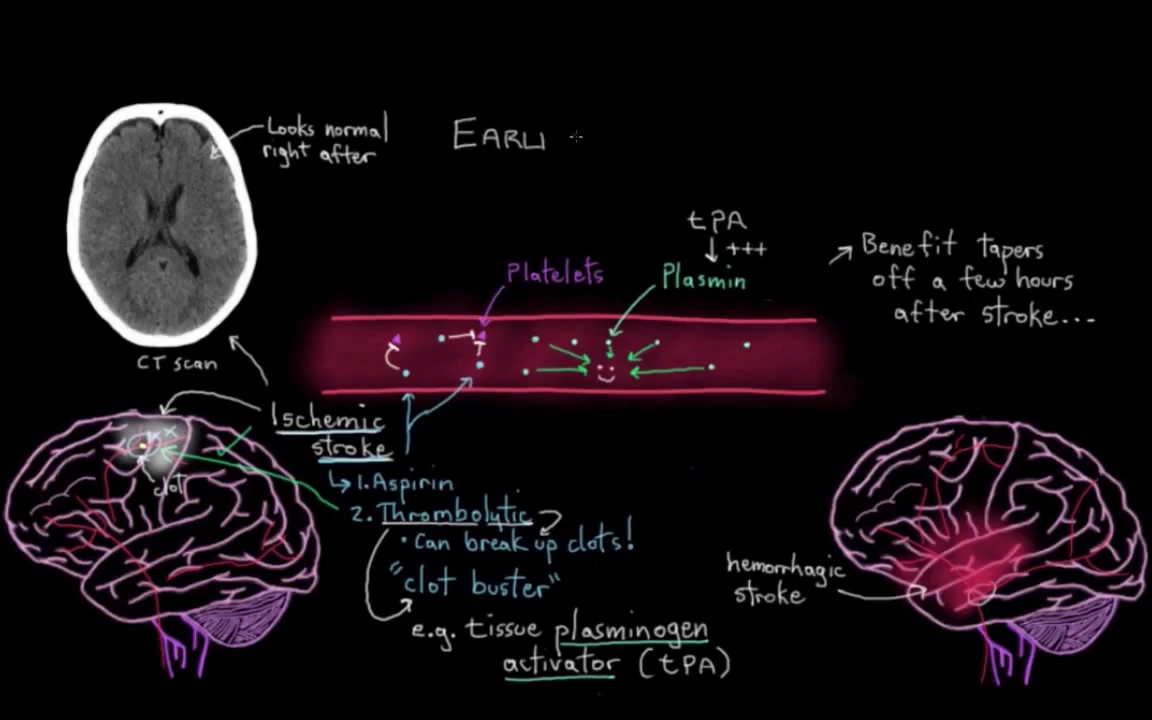 Looks normal
right after
EARLI
tPA
↓ +++
Platelets
Plasmin
Benefit tapers
off a few hours
after stroke...
CT scan
Ischemic
stroke
clot
1. Aspirin
2. Thrombolytic
• Can break up clots!
"clot buster"
e.g. tissue plasminogen
activator (tPA)
hemorrhagic
stroke